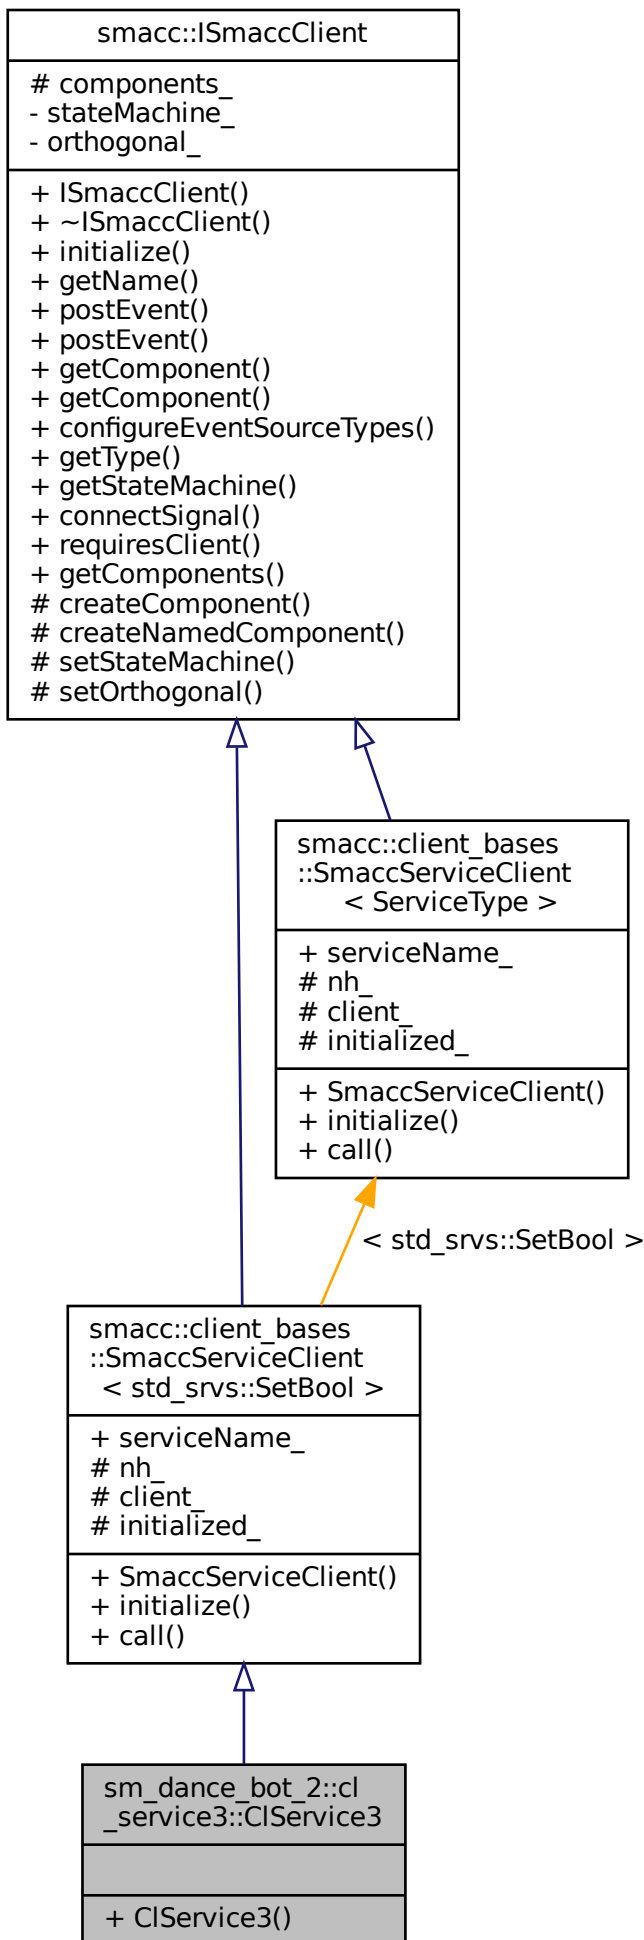 smacc::ISmaccClient
# components_
- stateMachine_
- orthogonal_
+ ISmaccClient()
+ ~ISmaccClient()
+ initialize()
+ getName()
+ postEvent()
+ postEvent()
+ getComponent()
+ getComponent()
+ configureEventSourceTypes()
+ getType()
+ getStateMachine()
+ connectSignal()
+ requiresClient()
+ getComponents()
# createComponent()
# createNamedComponent()
# setStateMachine()
# setOrthogonal()
smacc::client_bases
::SmaccServiceClient
< ServiceType >
+ serviceName_
# nh_
# client_
# initialized_
+ SmaccServiceClient()
+ initialize()
+ call()
< std_srvs::SetBool >
smacc::client_bases
::SmaccServiceClient
< std_srvs::SetBool >
+ serviceName_
# nh_
# client_
# initialized_
+ SmaccServiceClient()
+ initialize()
+ call()
sm_dance_bot_2::cl
_service3::ClService3
+ ClService3()